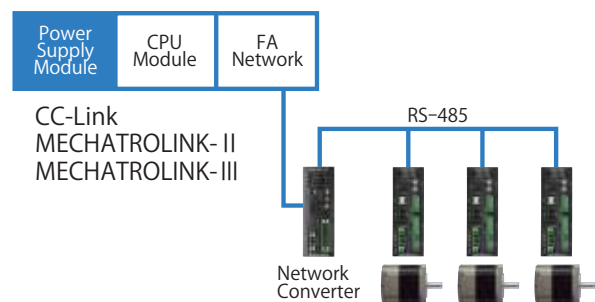 Power
Supply
Module
CPU
Module
FA
Network
CC-Link
MECHATROLINK-Ⅱ
MECHATROLINK-Ⅲ
RS-485
Network
Converter